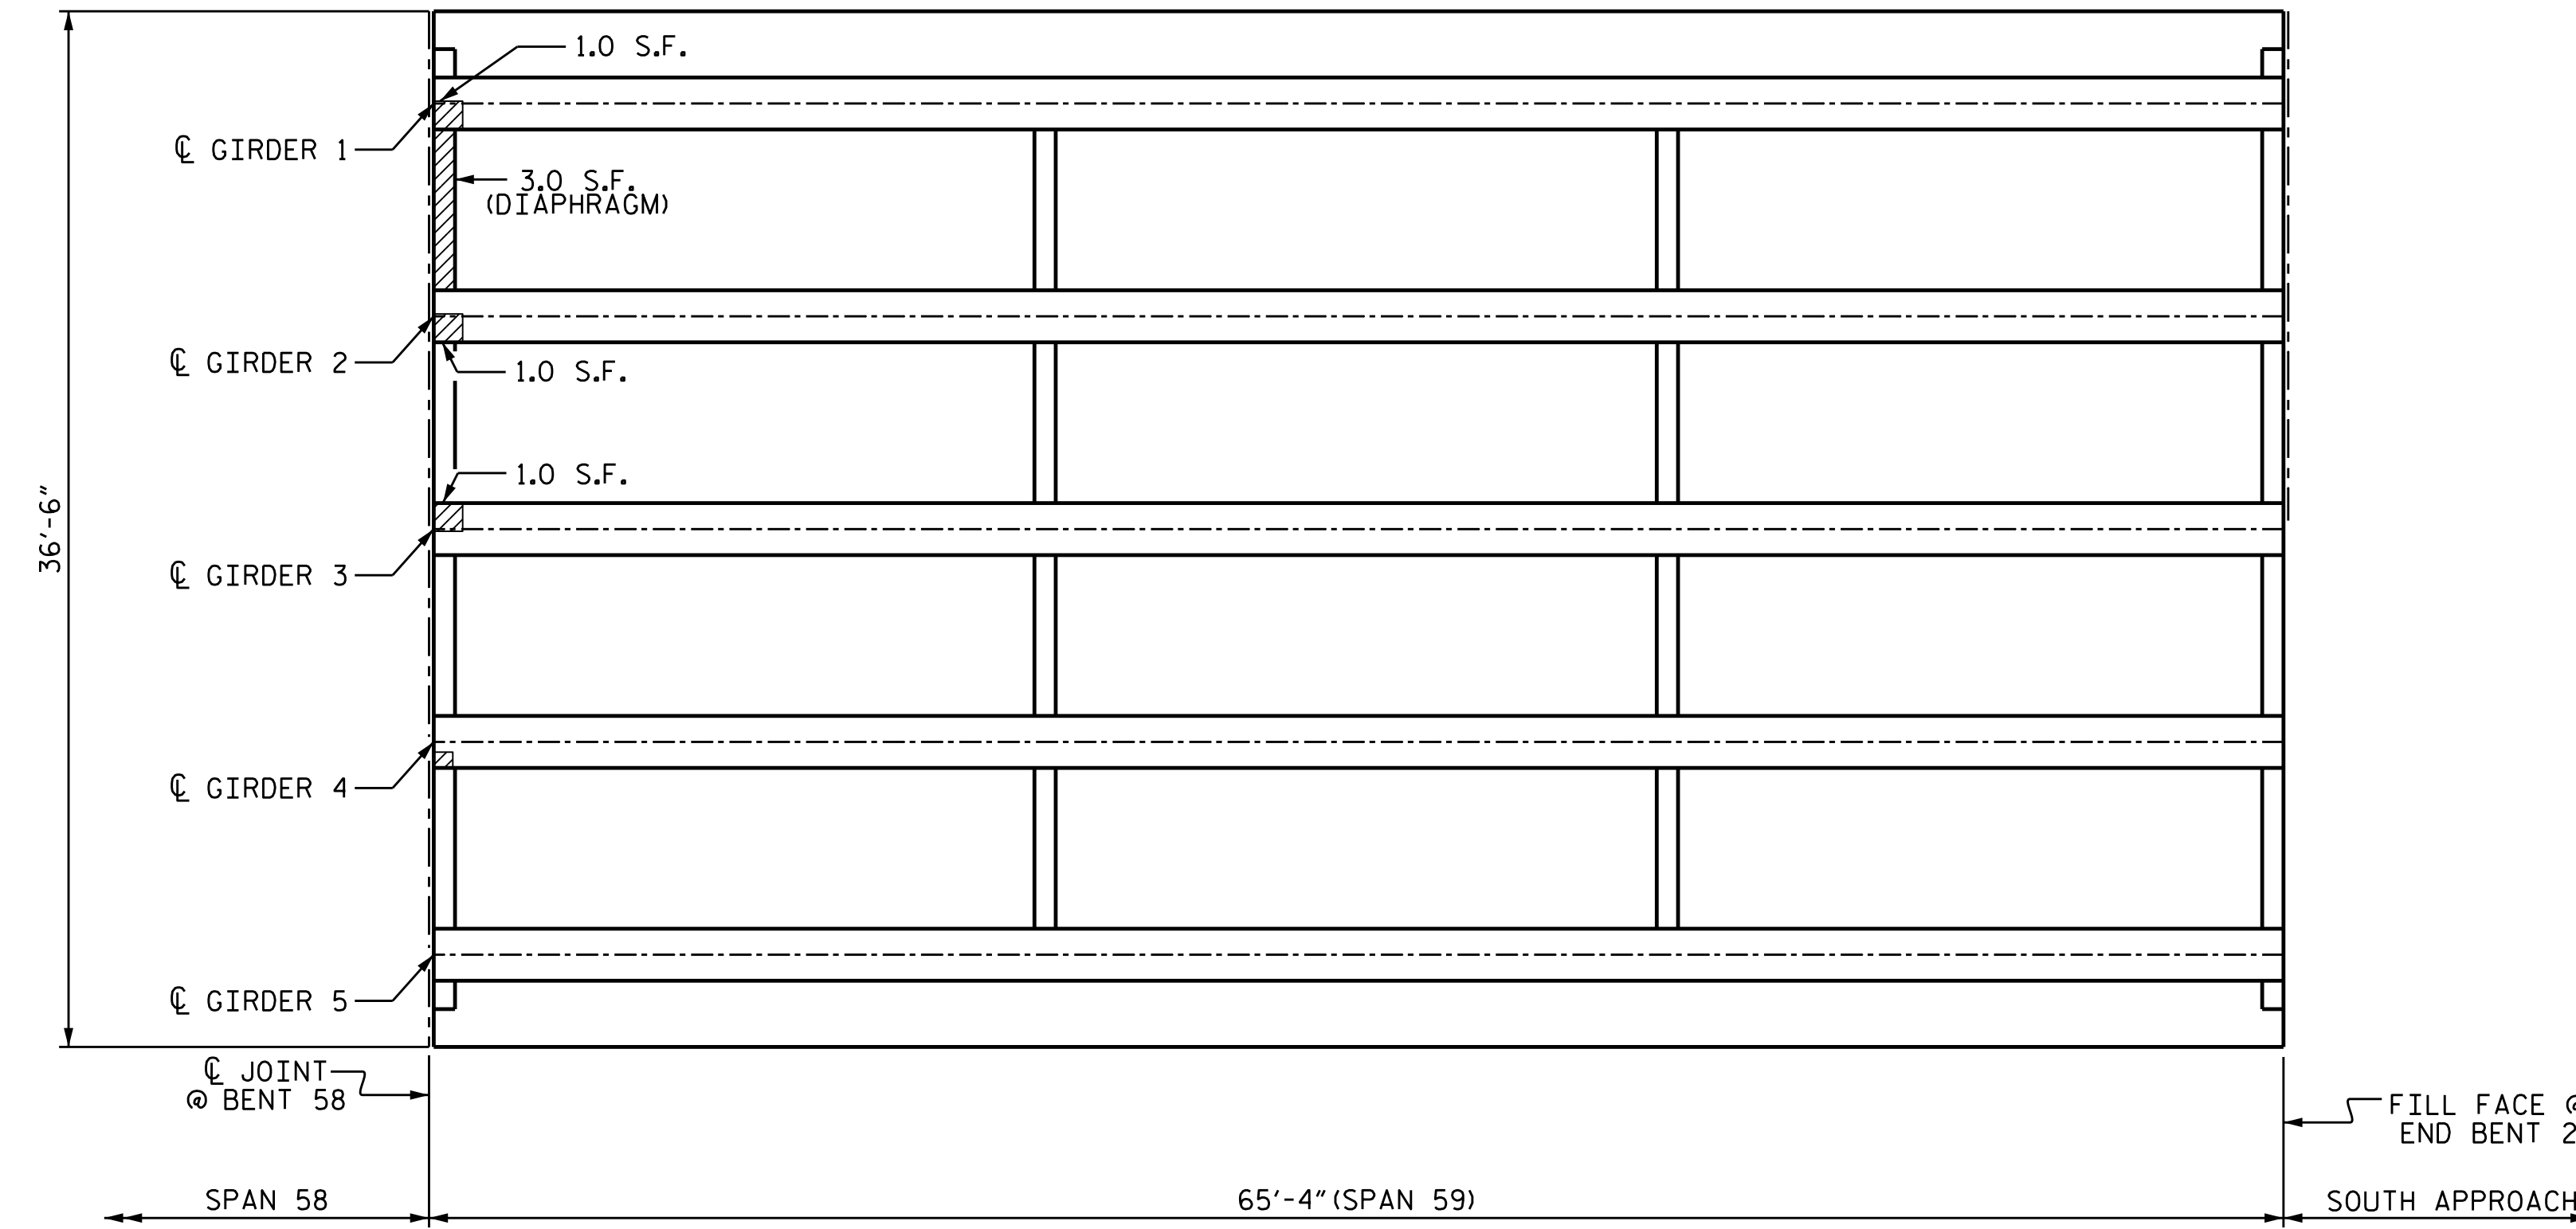 1.0 S.F.
℄ GIRDER 1
3.0 S.F.
(DIAPHRAGM)
℄ GIRDER 2
1.0 S.F.
1.0 S.F.
36'-6"
℄ GIRDER 3
℄ GIRDER 4
℄ GIRDER 5
℄ JOINT
@ BENT 58
FILL FACE @
END BENT 2
SPAN 58
65'-4" (SPAN 59)
SOUTH APPROACH